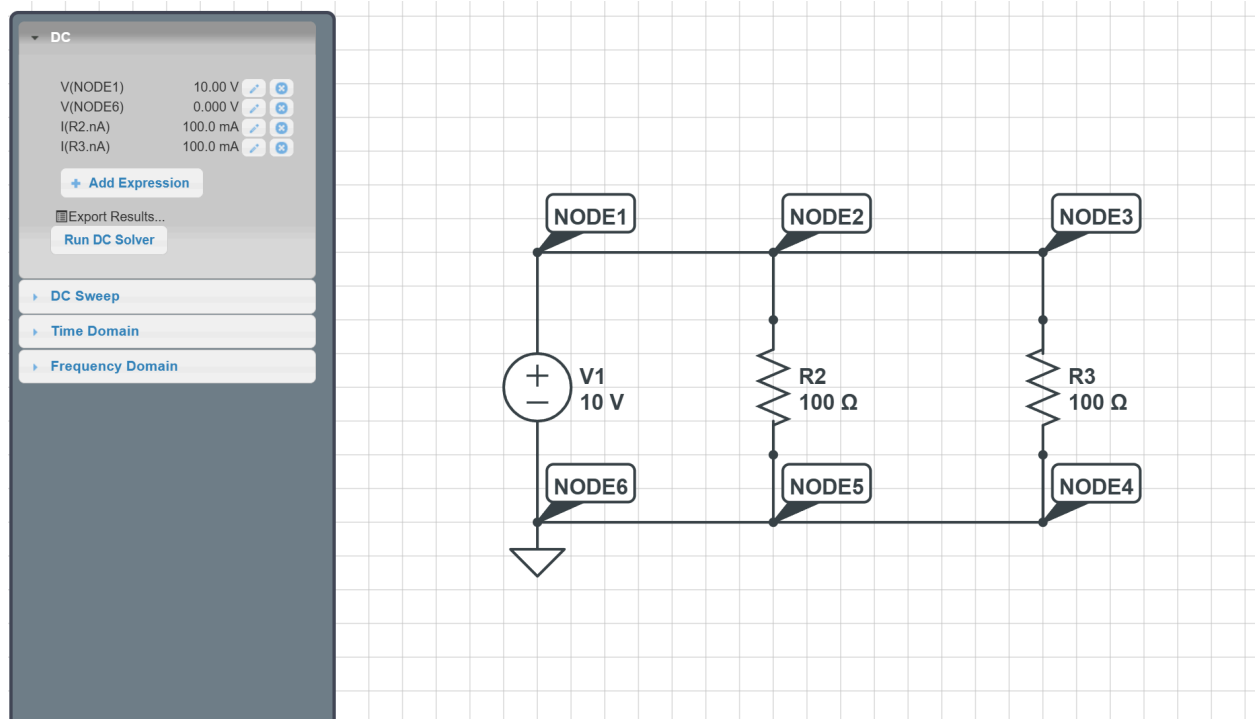 DC
V(NODE1) 10.00 V
V(NODE6) 0.000 V
I(R2.nA) 100.0 mA
I(R3.nA) 100.0 mA
+ Add Expression
Export Results...
Run DC Solver
DC Sweep
Time Domain
Frequency Domain
NODE1 NODE2 NODE3
V1 R2 R3
10 V 100 Ω 100 Ω
NODE6 NODE5 NODE4